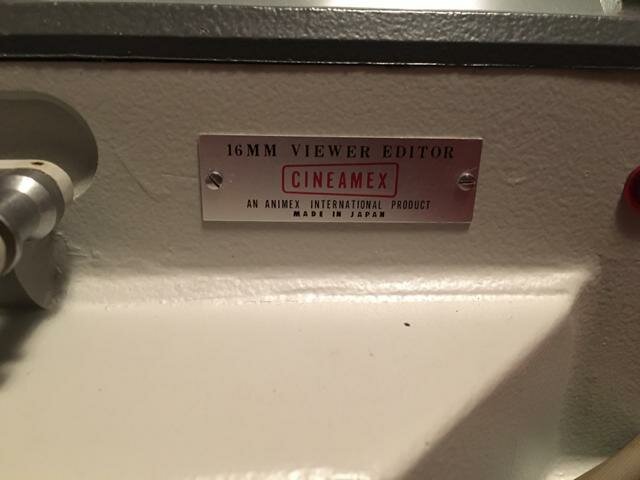 16MM VIEWER EDITOR
CINEAMEX
AN ANIMEX INTERNATIONAL PRODUCT
MADE IN JAPAN